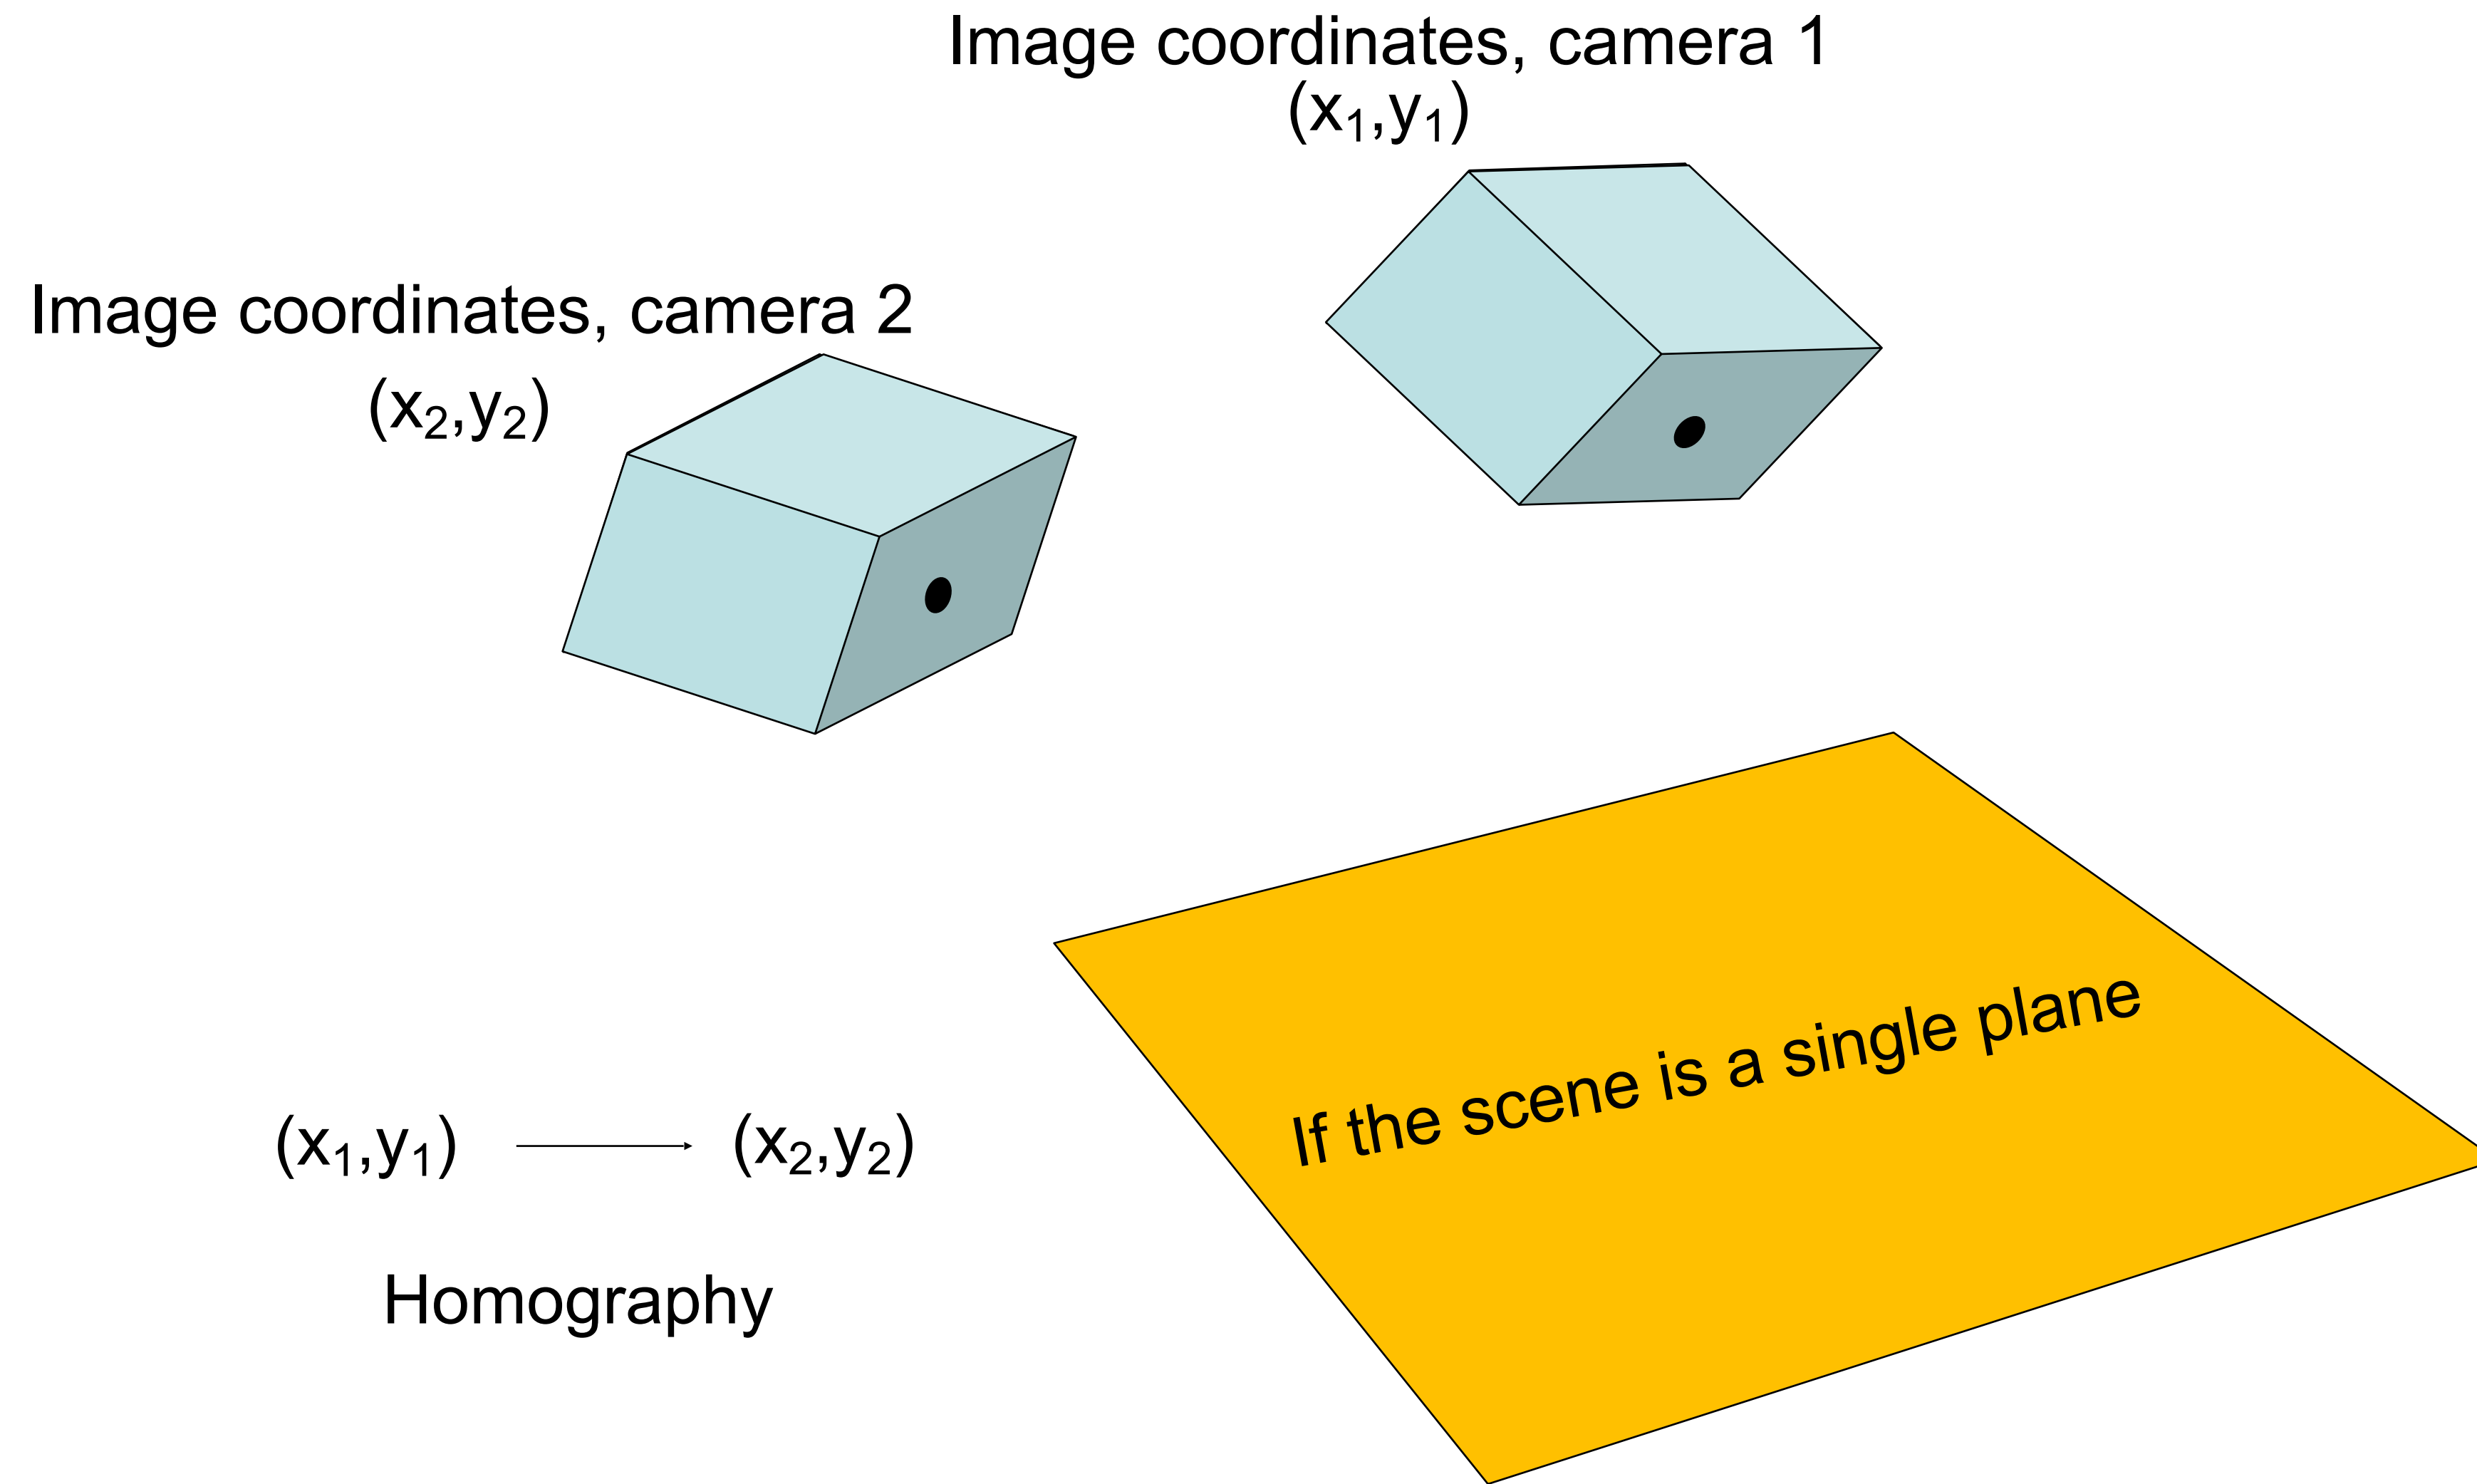 Image coordinates, camera 1
(x₁,y₁)
Image coordinates, camera 2
(x₂,y₂)
If the scene is a single plane
(x₁,y₁) → (x₂,y₂)
Homography